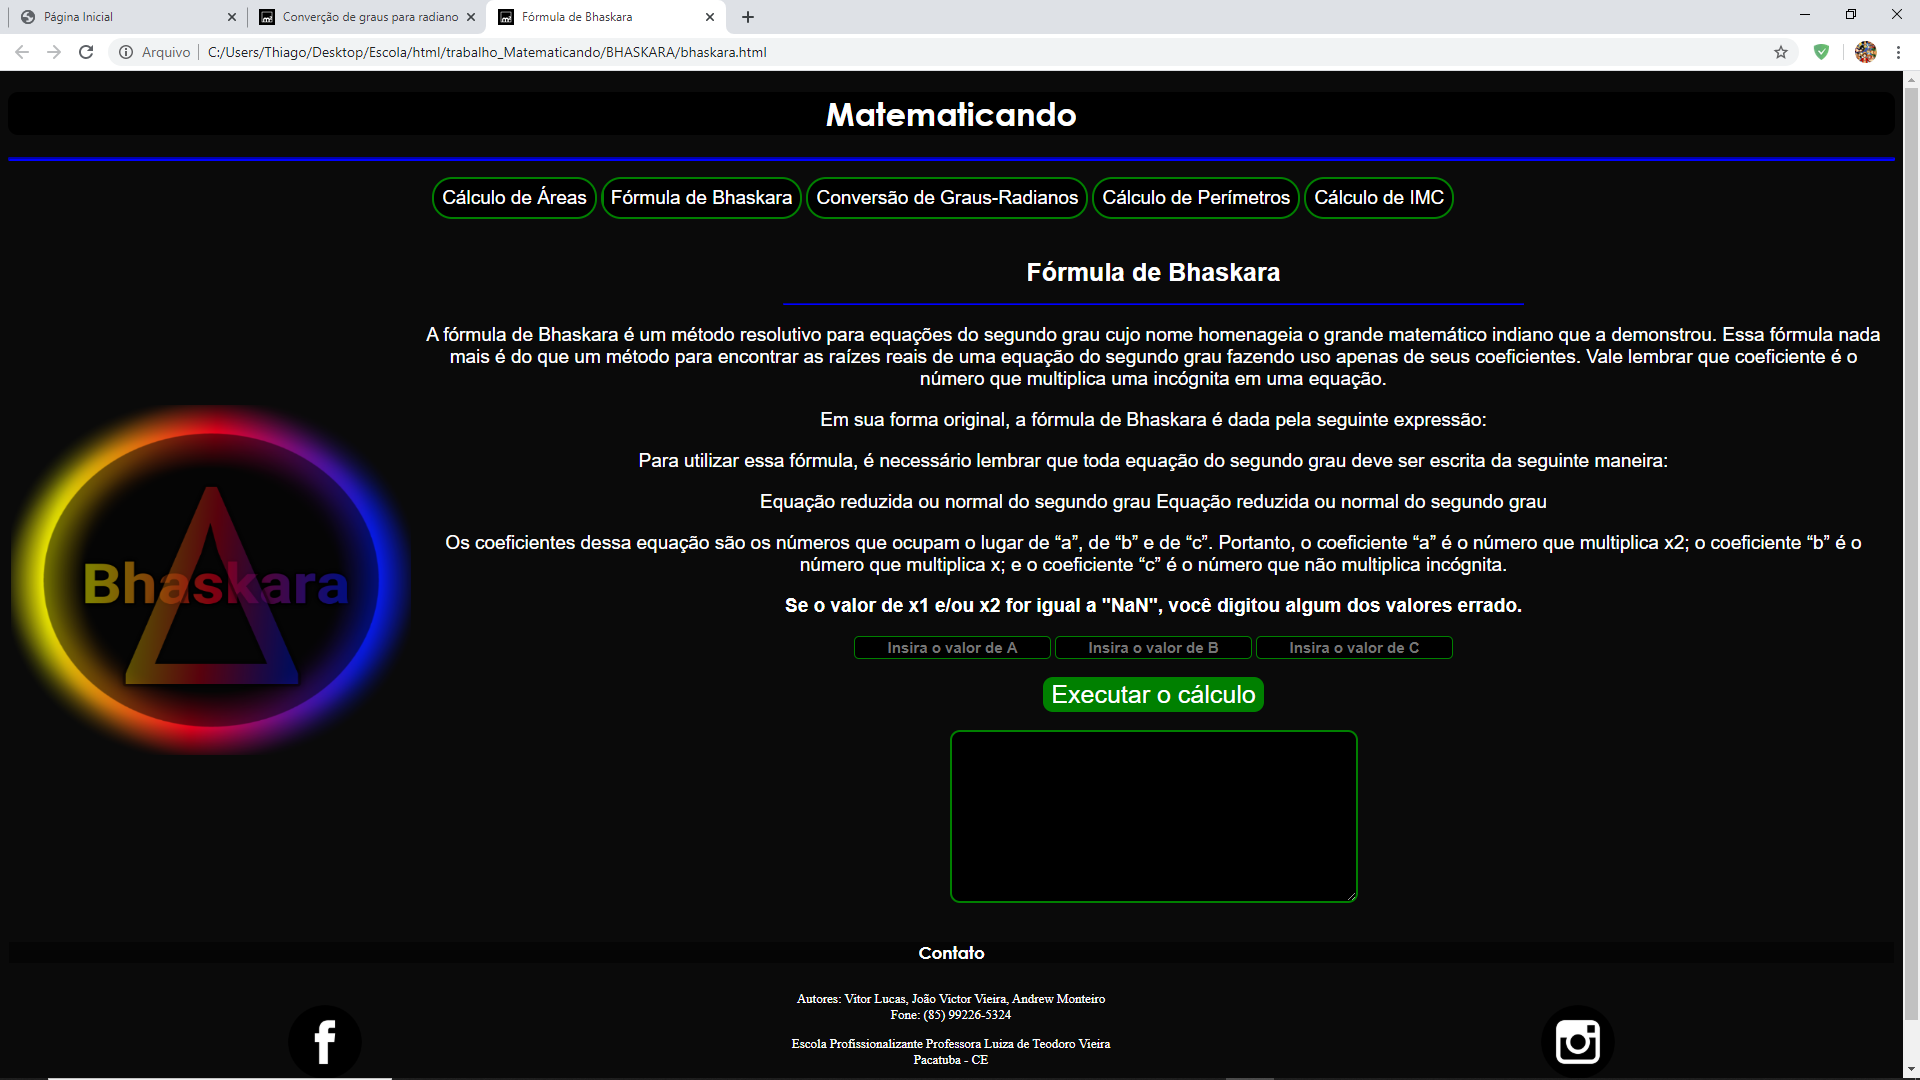 Página Inicial
Converção de graus para radiano
Fórmula de Bhaskara
Arquivo
C:/Users/Thiago/Desktop/Escola/html/trabalho_Matematicando/BHASKARA/bhaskara.html
Matematicando
Cálculo de Áreas
Fórmula de Bhaskara
Conversão de Graus-Radianos
Cálculo de Perímetros
Cálculo de IMC
Fórmula de Bhaskara
A fórmula de Bhaskara é um método resolutivo para equações do segundo grau cujo nome homenageia o grande matemático indiano que a demonstrou. Essa fórmula nada
mais é do que um método para encontrar as raízes reais de uma equação do segundo grau fazendo uso apenas de seus coeficientes. Vale lembrar que coeficiente é o
número que multiplica uma incógnita em uma equação.
Em sua forma original, a fórmula de Bhaskara é dada pela seguinte expressão:
Para utilizar essa fórmula, é necessário lembrar que toda equação do segundo grau deve ser escrita da seguinte maneira:
Equação reduzida ou normal do segundo grau Equação reduzida ou normal do segundo grau
Os coeficientes dessa equação são os números que ocupam o lugar de “a”, de “b” e de “c”. Portanto, o coeficiente “a” é o número que multiplica x2; o coeficiente “b” é o
número que multiplica x; e o coeficiente “c” é o número que não multiplica incógnita.
Se o valor de x1 e/ou x2 for igual a "NaN", você digitou algum dos valores errado.
Bhaskara
Insira o valor de A
Insira o valor de B
Insira o valor de C
Executar o cálculo
Contato
Autores: Vitor Lucas, João Victor Vieira, Andrew Monteiro
Fone: (85) 99226-5324
Escola Profissionalizante Professora Luiza de Teodoro Vieira
Pacatuba - CE